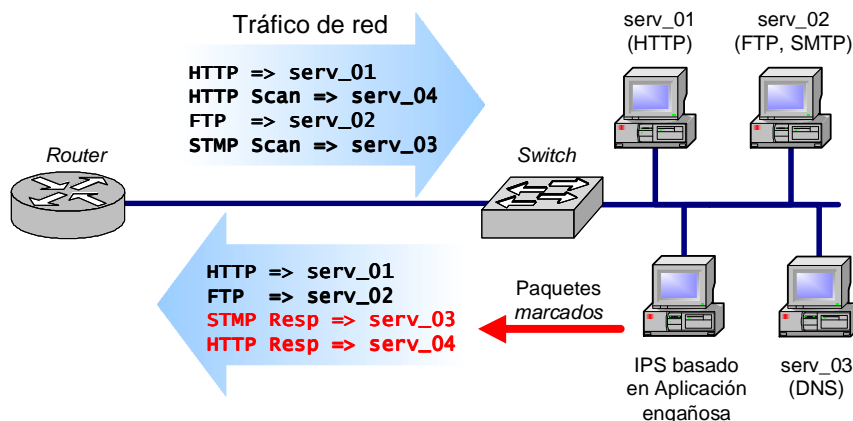 Tráfico de red
HTTP => serv_01
HTTP Scan => serv_04
FTP => serv_02
STMP Scan => serv_03
serv_01
(HTTP)
serv_02
(FTP, SMTP)
Router
Switch
HTTP => serv_01
FTP => serv_02
STMP Resp => serv_03
HTTP Resp => serv_04
Paquetes
marcados
IPS basado
en Aplicación
engañosa
serv_03
(DNS)